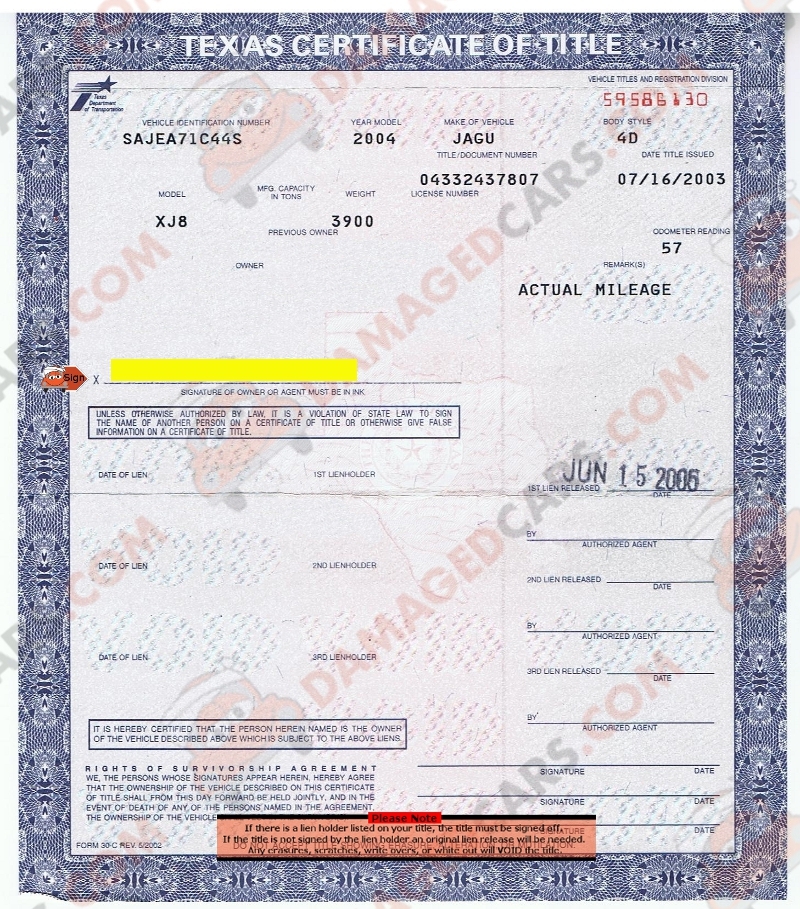 TEXAS CERTIFICATE OF TITLE
VEHICLE TITLES AND REGISTRATION DIVISION
Texas
Department
of Transportation
59586130
VEHICLE IDENTIFICATION NUMBER YEAR MODEL MAKE OF VEHICLE BODY STYLE
SAJEA71C44S 2004 JAGU 4D
TITLE/DOCUMENT NUMBER DATE TITLE ISSUED
04332437807 07/16/2003
MODEL MFG. CAPACITY IN TONS WEIGHT LICENSE NUMBER
XJ8 3900
PREVIOUS OWNER ODOMETER READING
57
OWNER REMARK(S)
ACTUAL MILEAGE
Sign X
SIGNATURE OF OWNER OR AGENT MUST BE IN INK
UNLESS OTHERWISE AUTHORIZED BY LAW, IT IS A VIOLATION OF STATE LAW TO SIGN
THE NAME OF ANOTHER PERSON ON A CERTIFICATE OF TITLE OR OTHERWISE GIVE FALSE
INFORMATION ON A CERTIFICATE OF TITLE.
DATE OF LIEN 1ST LIENHOLDER
JUN 15 2006
1ST LIEN RELEASED
DATE
BY
AUTHORIZED AGENT
DATE OF LIEN 2ND LIENHOLDER
2ND LIEN RELEASED
DATE
BY
AUTHORIZED AGENT
DATE OF LIEN 3RD LIENHOLDER
3RD LIEN RELEASED
DATE
BY
AUTHORIZED AGENT
IT IS HEREBY CERTIFIED THAT THE PERSON HEREIN NAMED IS THE OWNER
OF THE VEHICLE DESCRIBED ABOVE WHICH IS SUBJECT TO THE ABOVE LIENS.
RIGHTS OF SURVIVORSHIP AGREEMENT
WE, THE PERSONS WHOSE SIGNATURES APPEAR HEREIN, HEREBY AGREE
THAT THE OWNERSHIP OF THE VEHICLE DESCRIBED ON THIS CERTIFICATE
OF TITLE SHALL FROM THIS DAY FORWARD BE HELD JOINTLY, AND IN THE
EVENT OF DEATH OF ANY OF THE PERSONS NAMED IN THE AGREEMENT,
THE OWNERSHIP OF THE VEHICLE
SIGNATURE DATE
SIGNATURE DATE
SIGNATURE DATE
Please Note
If there is a lien holder listed on your title, the title must be signed off.
If the title is not signed by the lien holder an original lien release will be needed.
Any erasures, scratches, write overs, or white out will VOID the title.
FORM 30-C REV. 5/2002
DAMAGEDCARS.COM
DAMAGEDCARS.COM
DAMAGEDCARS.COM